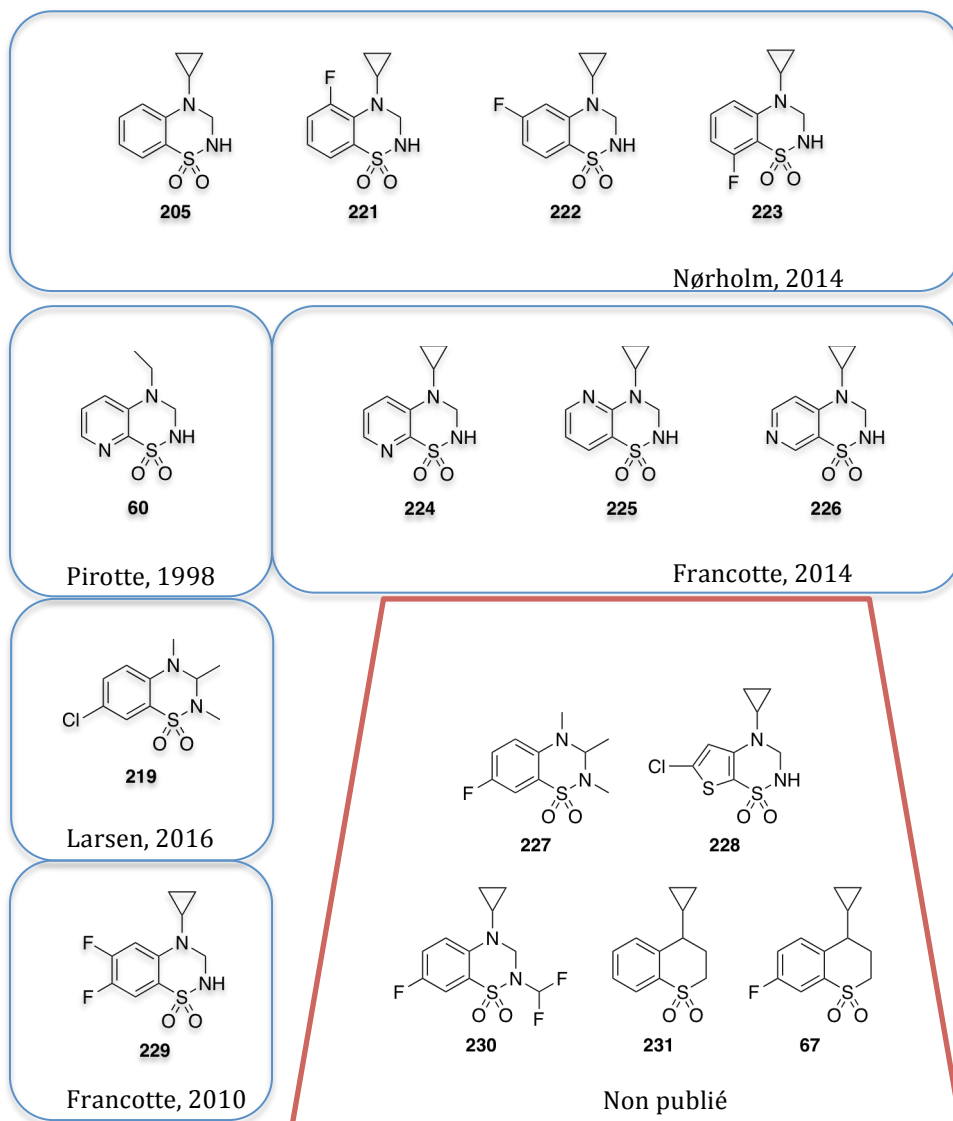 F
F
N
N
N
N
NH
NH
NH
NH
S
S
S
S
O O
O O
O O
O O
F
205
221
222
223
Nørholm, 2014
N
NH
N
S
O O
60
Pirotte, 1998
N
N
N
N
NH
NH
NH
N
N
S
S
S
O O
O O
O O
224
225
226
Francotte, 2014
N
N
Cl
S
O O
219
Larsen, 2016
N
N
F
S
O O
227
N
Cl
NH
S
S
O O
228
F
N
F
NH
S
O O
229
Francotte, 2010
N
N
F
F
S
O O
F
230
S
O O
231
F
S
O O
67
Non publié